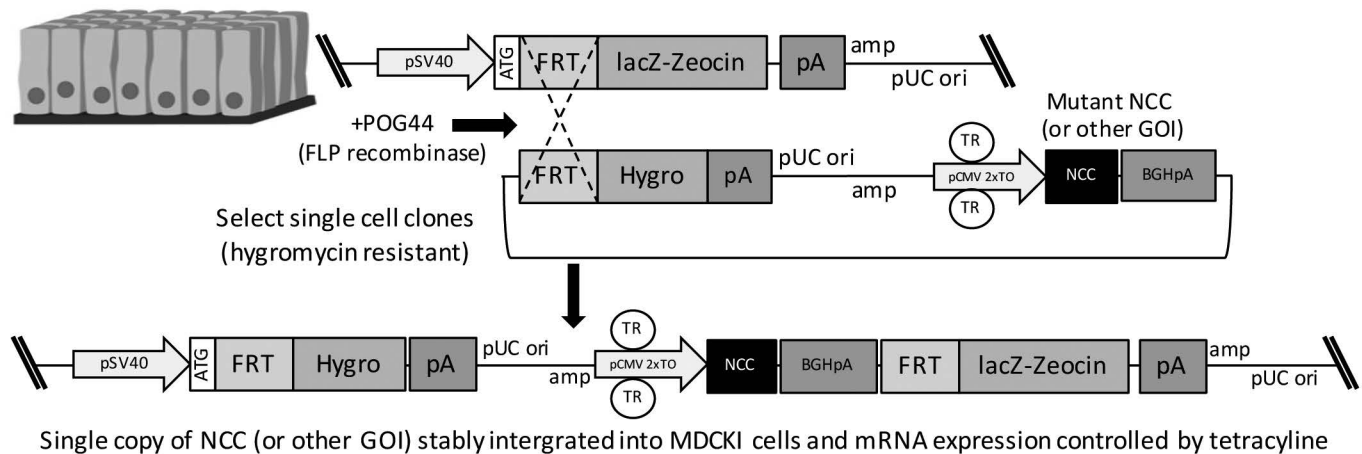 pSV40
ATG
FRT
lacZ-Zeocin
pA
amp
pUC ori
+POG44
(FLP recombinase)
Mutant NCC
(or other GOI)
FRT
Hygro
pA
pUC ori
amp
TR
pCMV 2xTO
TR
NCC
BGHpA
Select single cell clones
(hygromycin resistant)
pSV40
ATG
FRT
Hygro
pA
pUC ori
amp
TR
pCMV 2xTO
TR
NCC
BGHpA
FRT
lacZ-Zeocin
pA
amp
pUC ori
Single copy of NCC (or other GOI) stably intergrated into MDCKI cells and mRNA expression controlled by tetracyline